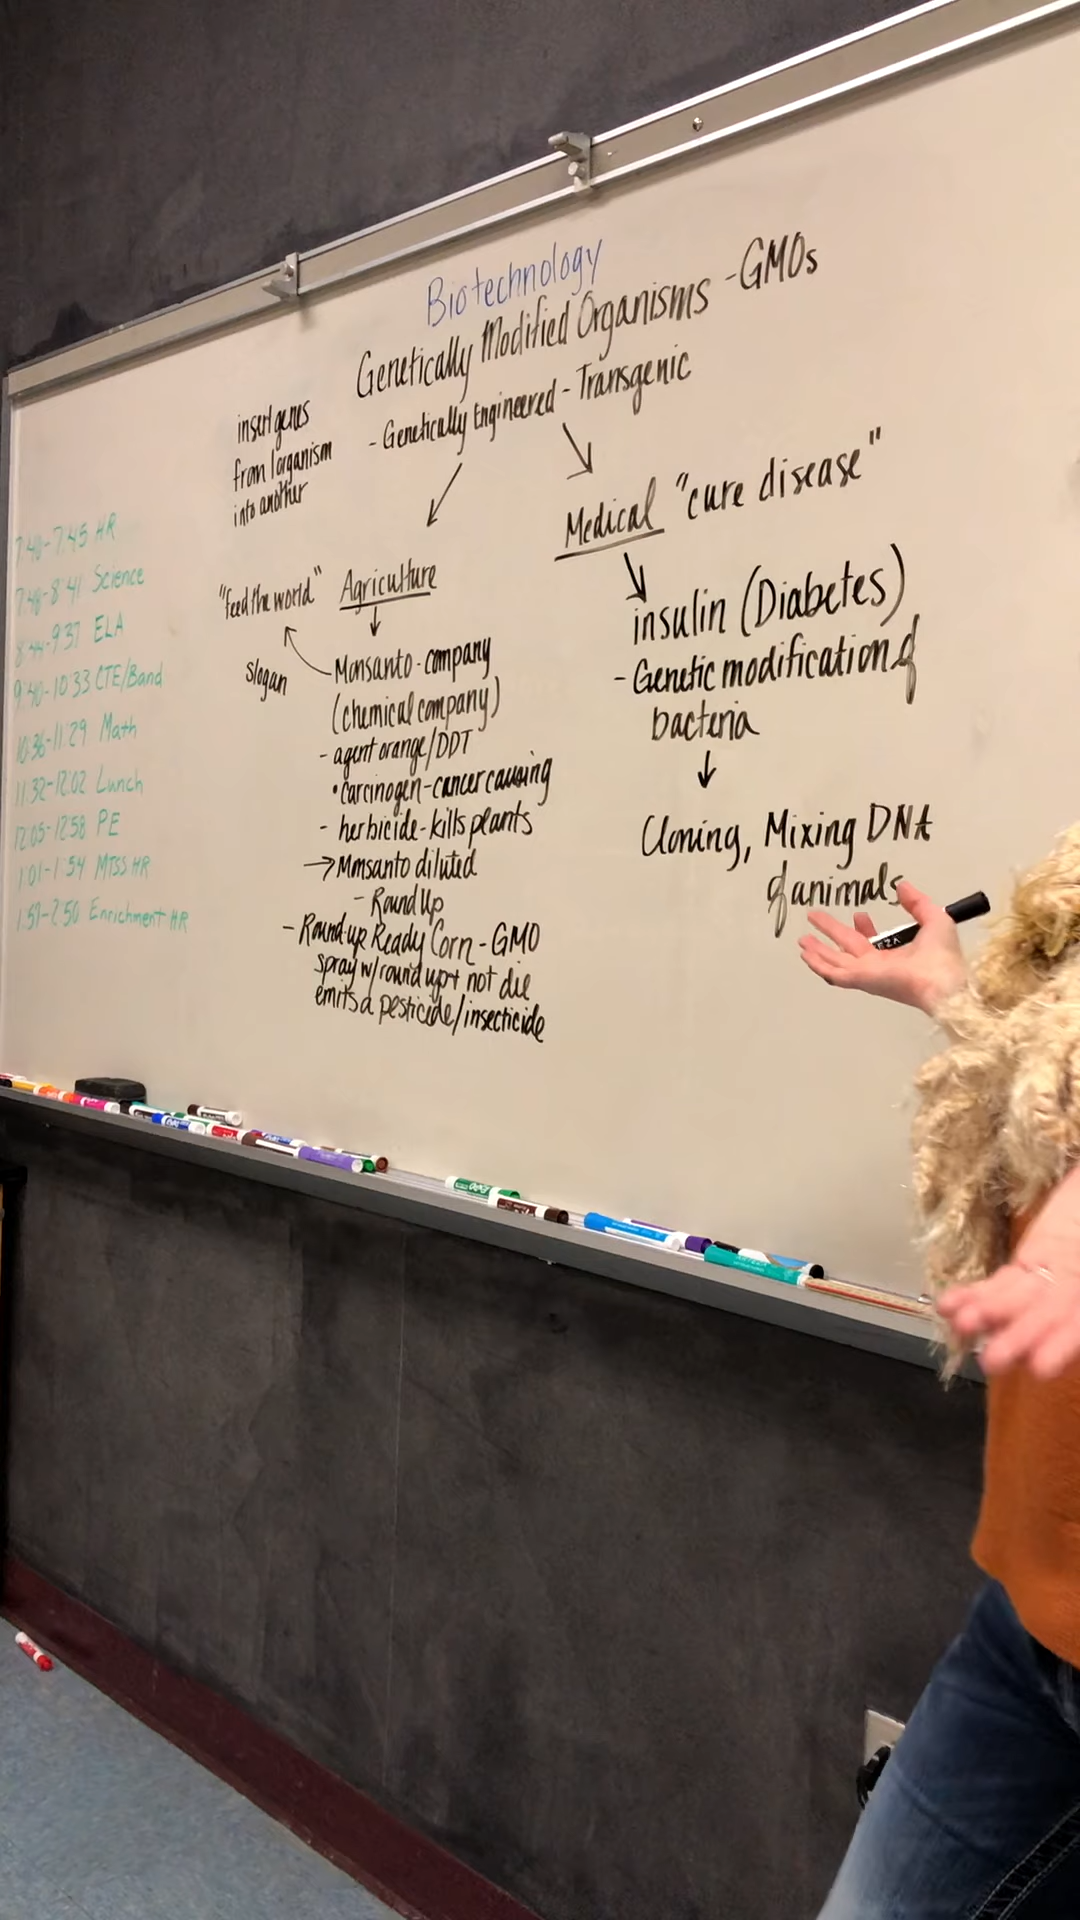 Biotechnology
Genetically Modified Organisms - GMOs
- Genetically Engineered - Transgenic
insert genes
from 1 organism
into another
7:40-7:45 HR
7:48-8:41 Science
8:44-9:37 ELA
9:40-10:33 CTE/Band
10:36-11:29 Math
11:32-12:02 Lunch
12:05-12:58 PE
1:01-1:54 MTSS HR
1:57-2:50 Enrichment HR
"feed the world" Agriculture
slogan
Monsanto - company
(chemical company)
- agent orange/DDT
• carcinogen - cancer causing
- herbicide - kills plants
→ Monsanto diluted
- Round Up
- Round-up Ready Corn - GMO
spray w/ round up + not die
emits a pesticide/insecticide
Medical "cure disease"
insulin (Diabetes)
- Genetic modification of
bacteria
Cloning, Mixing DNA
of animals